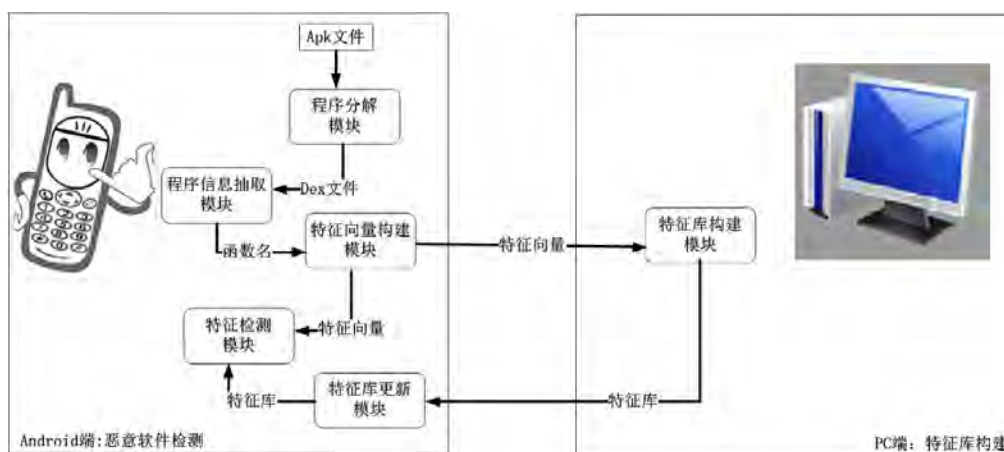 Apk文件
程序分解
模块
Dex文件
程序信息抽取
模块
函数名
特征向量构建
模块
特征向量
特征库构建
模块
特征向量
特征检测
模块
特征库
特征库更新
模块
特征库
Android端:恶意软件检测
PC端: 特征库构建